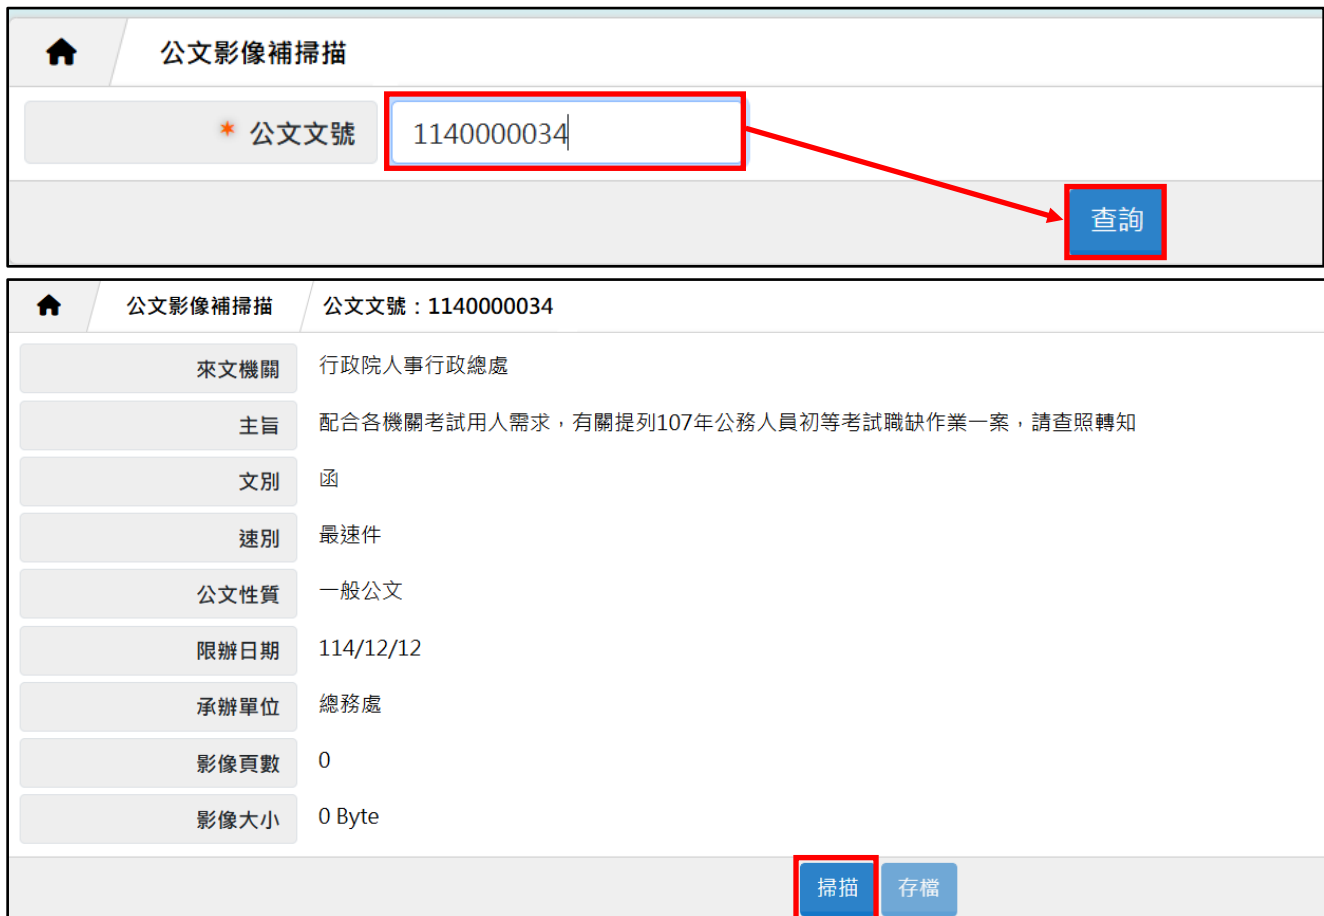 公文影像補掃描
* 公文文號 1140000034
查詢
公文影像補掃描 公文文號：1140000034
來文機關 行政院人事行政總處
主旨 配合各機關考試用人需求，有關提列107年公務人員初等考試職缺作業一案，請查照轉知
文別 函
速別 最速件
公文性質 一般公文
限辦日期 114/12/12
承辦單位 總務處
影像頁數 0
影像大小 0 Byte
掃描 存檔